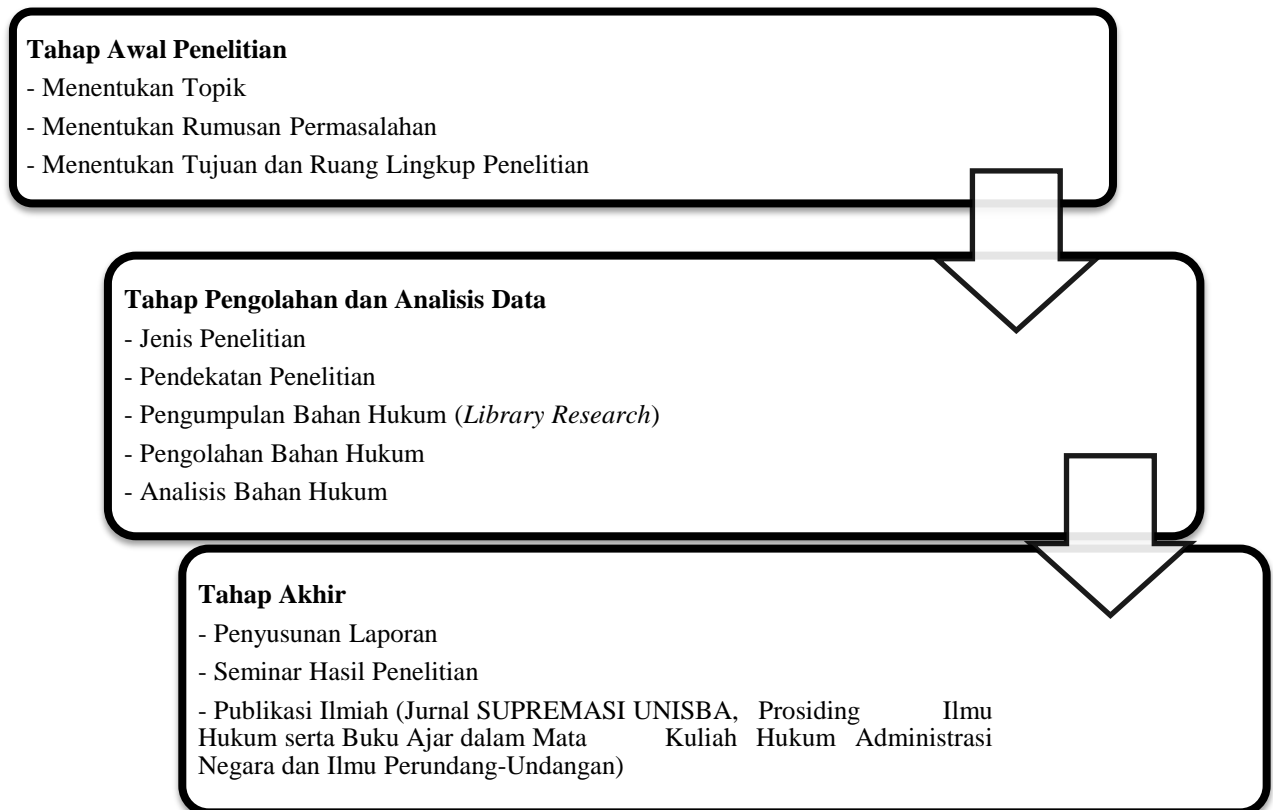 Tahap Awal Penelitian
- Menentukan Topik
- Menentukan Rumusan Permasalahan
- Menentukan Tujuan dan Ruang Lingkup Penelitian
Tahap Pengolahan dan Analisis Data
- Jenis Penelitian
- Pendekatan Penelitian
- Pengumpulan Bahan Hukum (Library Research)
- Pengolahan Bahan Hukum
- Analisis Bahan Hukum
Tahap Akhir
- Penyusunan Laporan
- Seminar Hasil Penelitian
- Publikasi Ilmiah (Jurnal SUPREMASI UNISBA, Prosiding Ilmu
Hukum serta Buku Ajar dalam Mata Kuliah Hukum Administrasi
Negara dan Ilmu Perundang-Undangan)